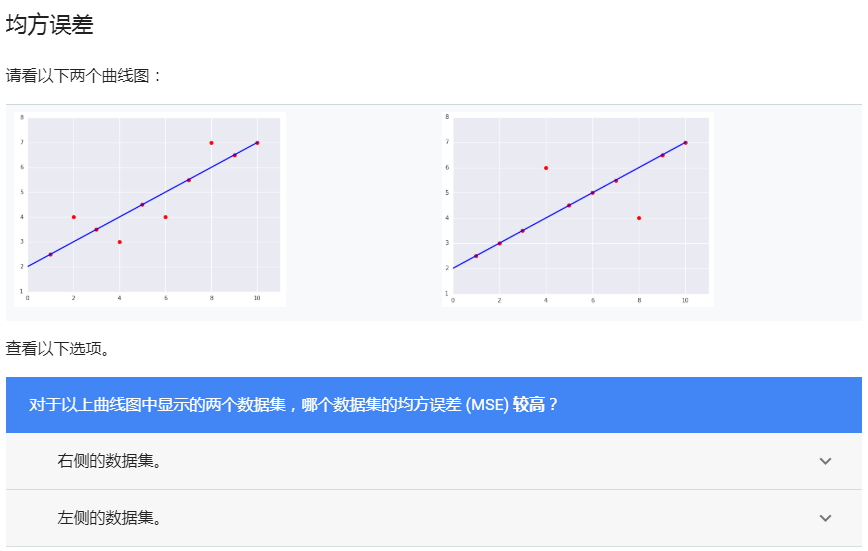 均方误差
请看以下两个曲线图：
8
7
6
5
4
3
2
1
0 2 4 6 8 10
8
7
6
5
4
3
2
1
0 2 4 6 8 10
查看以下选项。
对于以上曲线图中显示的两个数据集，哪个数据集的均方误差 (MSE) 较高？
右侧的数据集。
左侧的数据集。